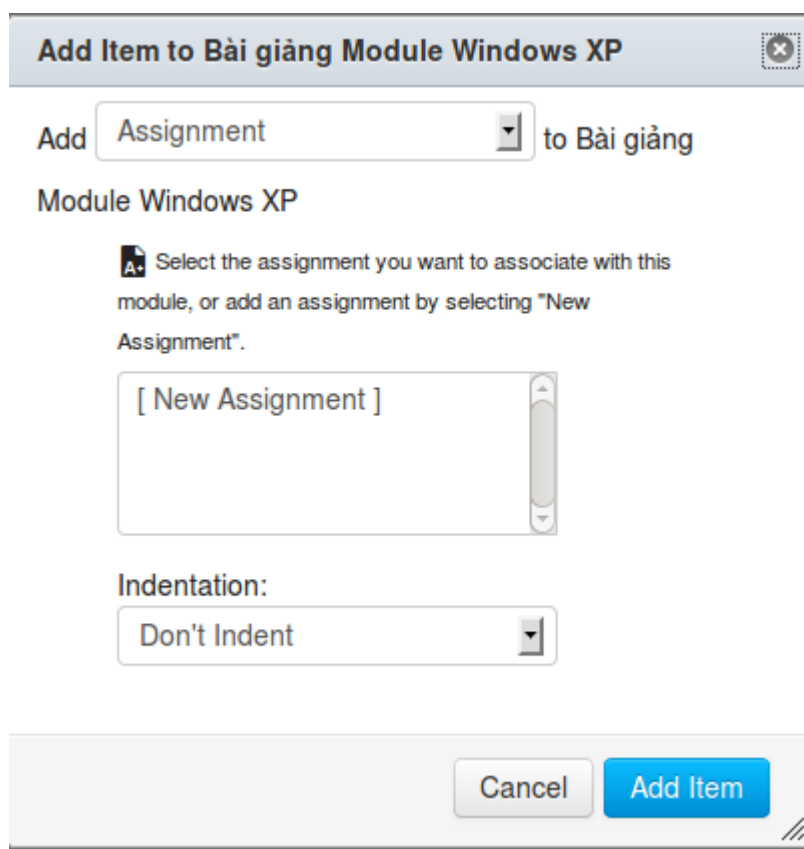 Add Item to Bài giảng Module Windows XP
Add Assignment to Bài giảng
Module Windows XP
A+ Select the assignment you want to associate with this
module, or add an assignment by selecting "New
Assignment".
[ New Assignment ]
Indentation:
Don't Indent
Cancel Add Item